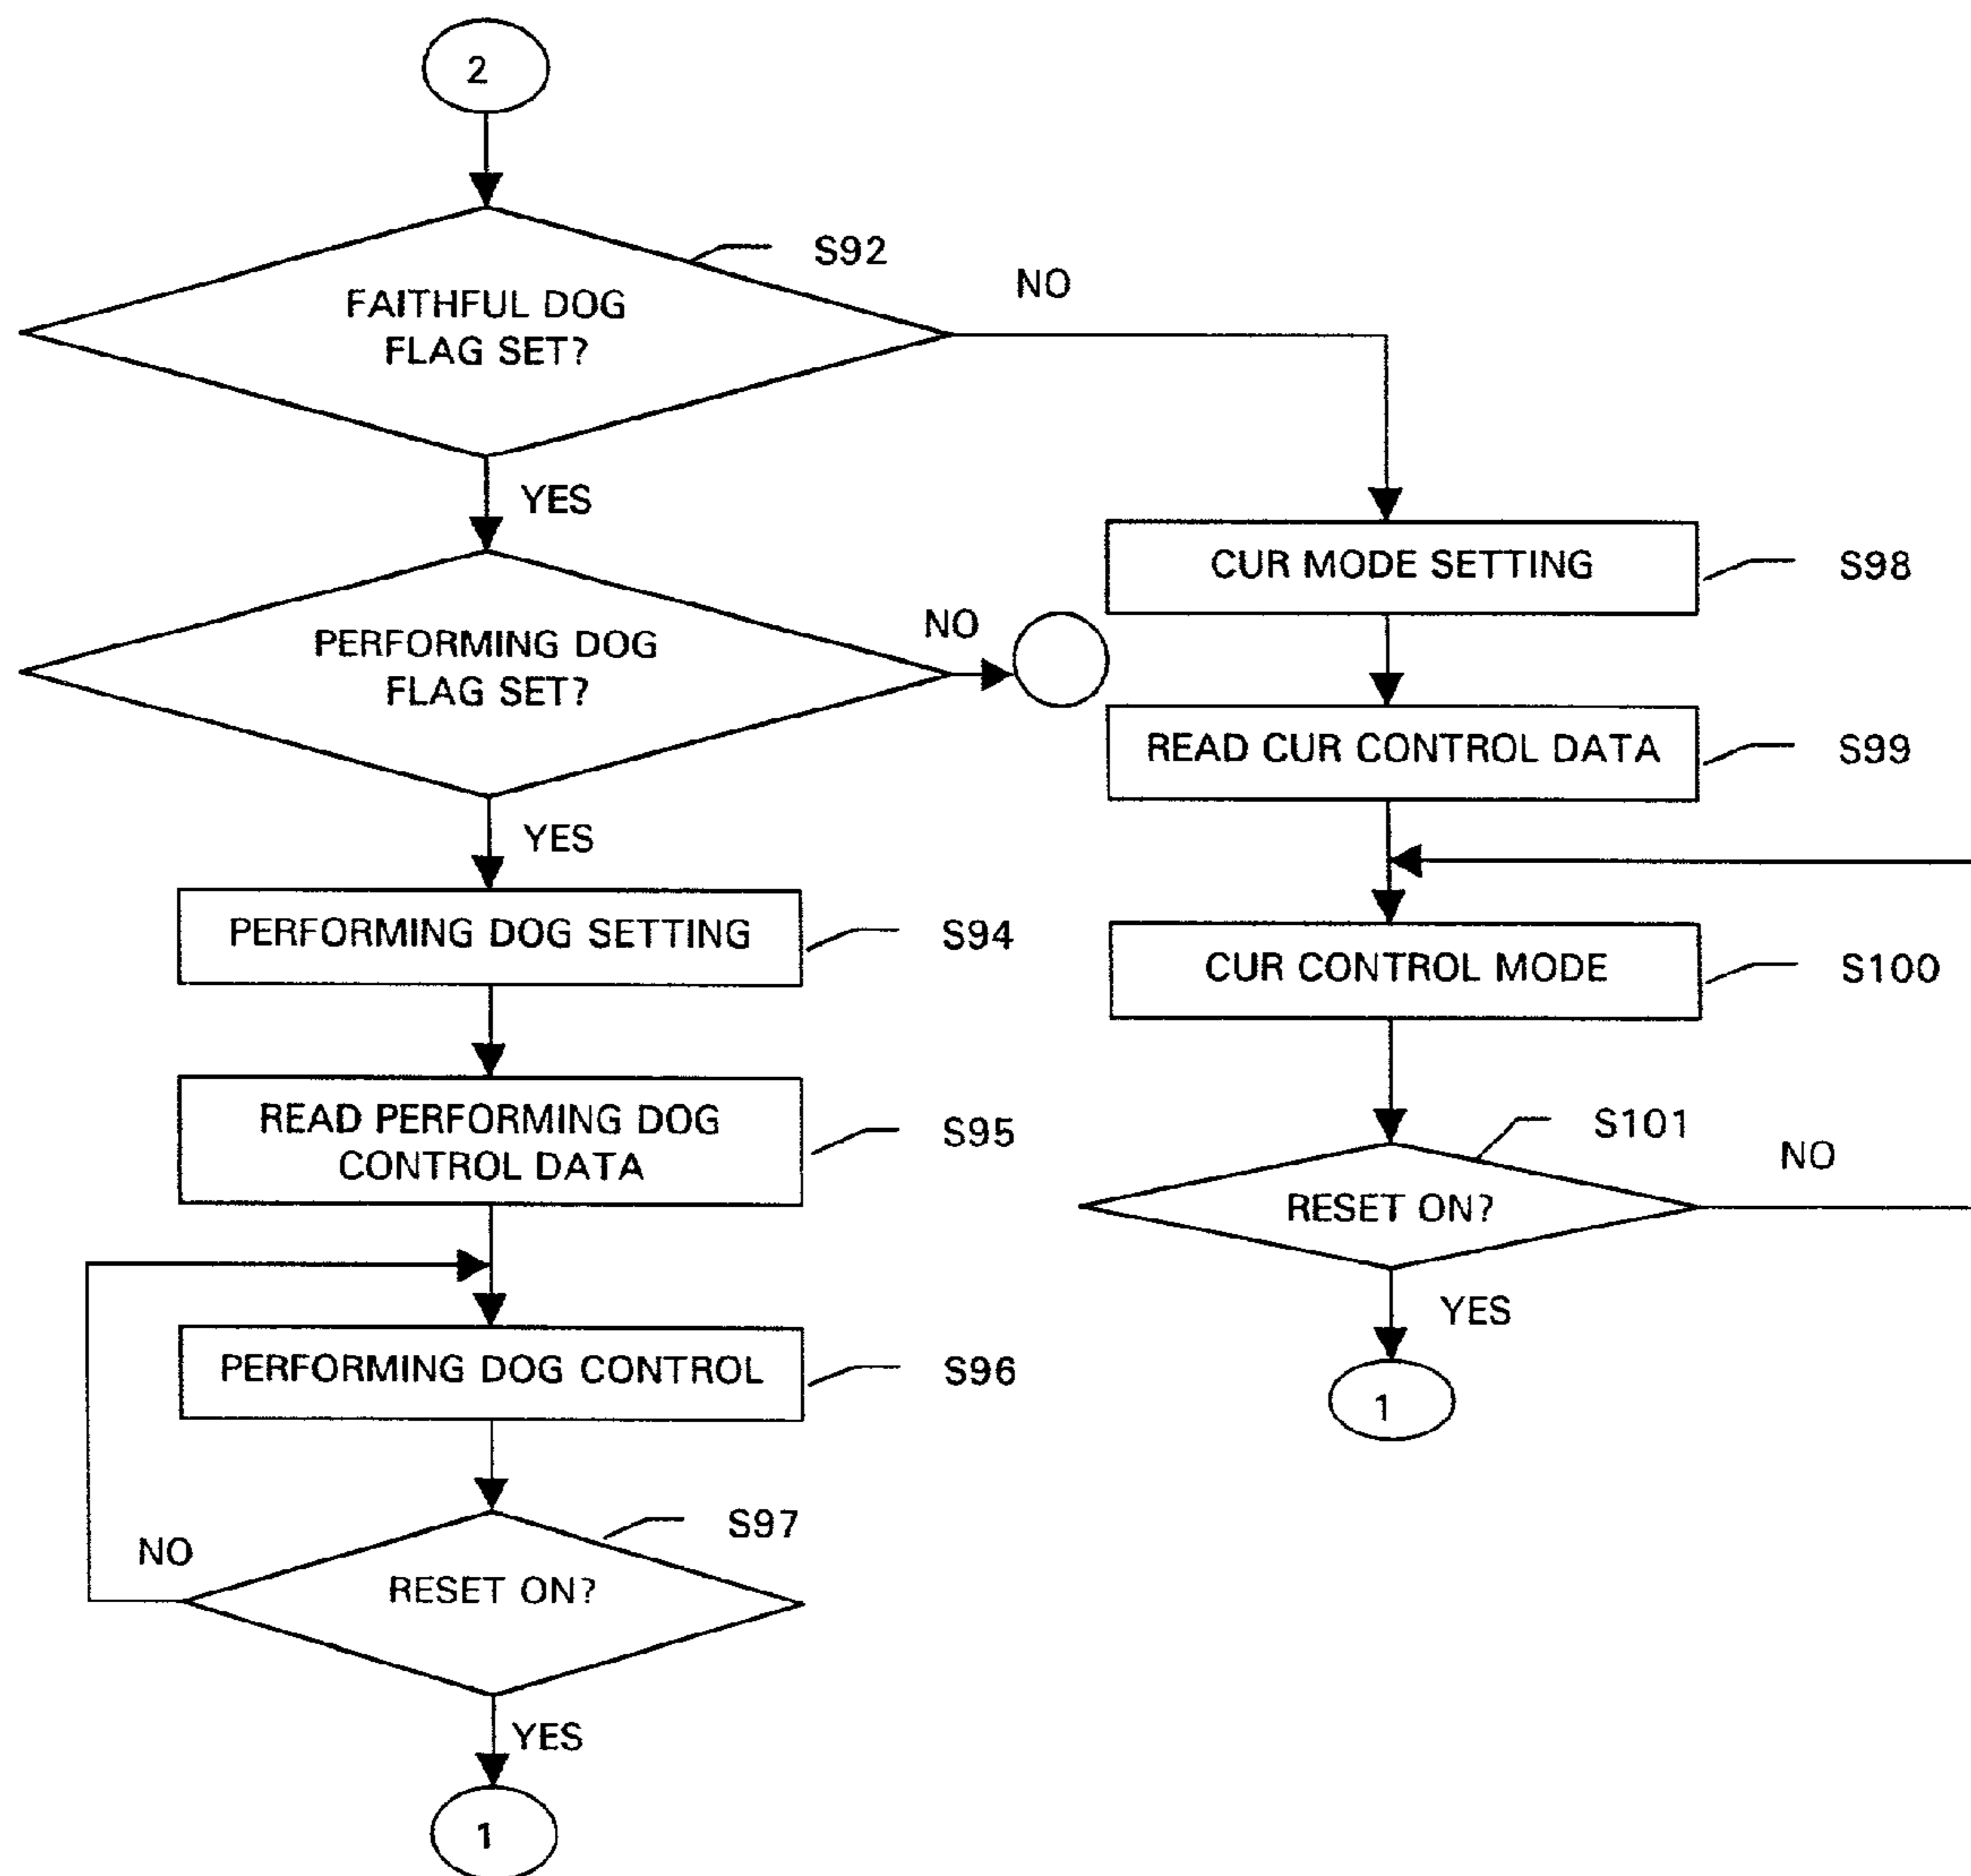 2
S92
FAITHFUL DOG
FLAG SET?
NO
YES
PERFORMING DOG
FLAG SET?
NO
YES
PERFORMING DOG SETTING
S94
READ PERFORMING DOG
CONTROL DATA
S95
PERFORMING DOG CONTROL
S96
S97
NO
RESET ON?
YES
1
CUR MODE SETTING
S98
READ CUR CONTROL DATA
S99
CUR CONTROL MODE
S100
S101
NO
RESET ON?
YES
1